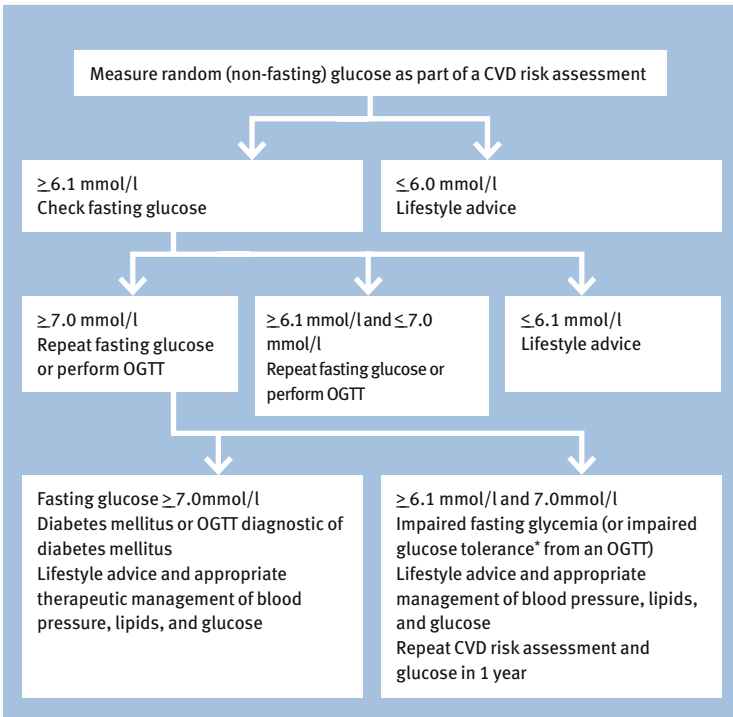 Measure random (non-fasting) glucose as part of a CVD risk assessment
≥6.1 mmol/l
Check fasting glucose
≤6.0 mmol/l
Lifestyle advice
≥7.0 mmol/l
Repeat fasting glucose
or perform OGTT
≥6.1 mmol/l and ≤7.0
mmol/l
Repeat fasting glucose or
perform OGTT
≤6.1 mmol/l
Lifestyle advice
Fasting glucose ≥7.0mmol/l
Diabetes mellitus or OGTT diagnostic of
diabetes mellitus
Lifestyle advice and appropriate
therapeutic management of blood
pressure, lipids, and glucose
≥6.1 mmol/l and 7.0mmol/l
Impaired fasting glycemia (or impaired
glucose tolerance* from an OGTT)
Lifestyle advice and appropriate
management of blood pressure, lipids,
and glucose
Repeat CVD risk assessment and
glucose in 1 year